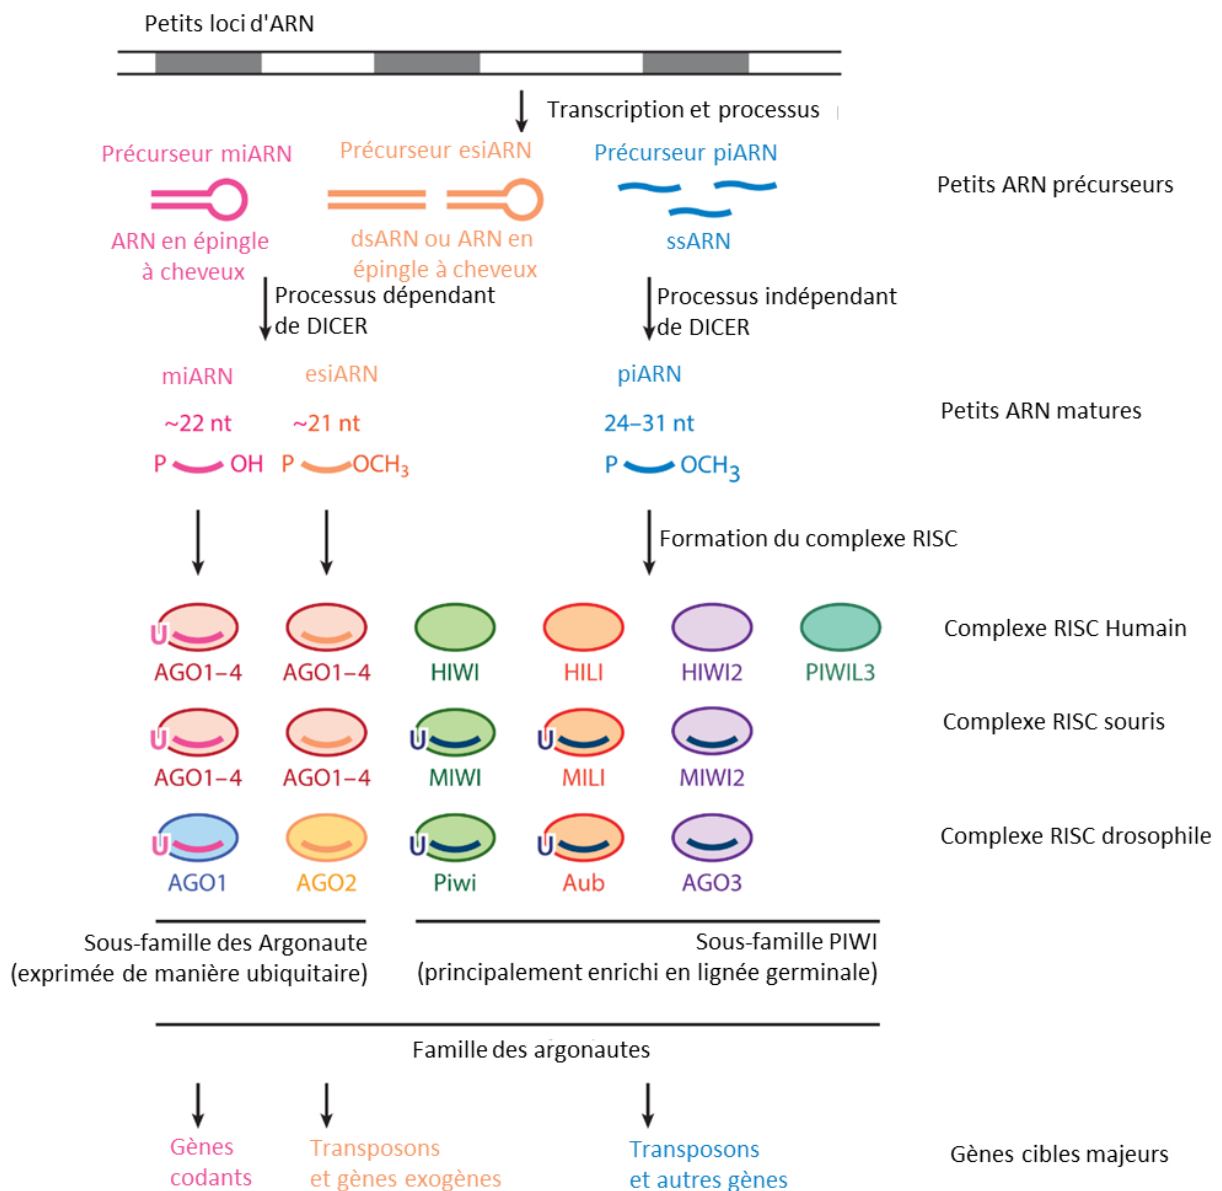 Petits loci d'ARN
Transcription et processus
Précurseur miARN
Précurseur esiARN
Précurseur piARN
Petits ARN précurseurs
ARN en épingle
à cheveux
dsARN ou ARN en
épingle à cheveux
ssARN
Processus dépendant
de DICER
Processus indépendant
de DICER
miARN
esiARN
piARN
~22 nt
~21 nt
24–31 nt
Petits ARN matures
P OH
P OCH3
P OCH3
Formation du complexe RISC
U
AGO1–4
AGO1–4
HIWI
HILI
HIWI2
PIWIL3
Complexe RISC Humain
U
U
U
AGO1–4
AGO1–4
MIWI
MILI
MIWI2
Complexe RISC souris
U
U
U
AGO1
AGO2
Piwi
Aub
AGO3
Complexe RISC drosophile
Sous-famille des Argonaute
(exprimée de manière ubiquitaire)
Sous-famille PIWI
(principalement enrichi en lignée germinale)
Famille des argonautes
Gènes
codants
Transposons
et gènes exogènes
Transposons
et autres gènes
Gènes cibles majeurs